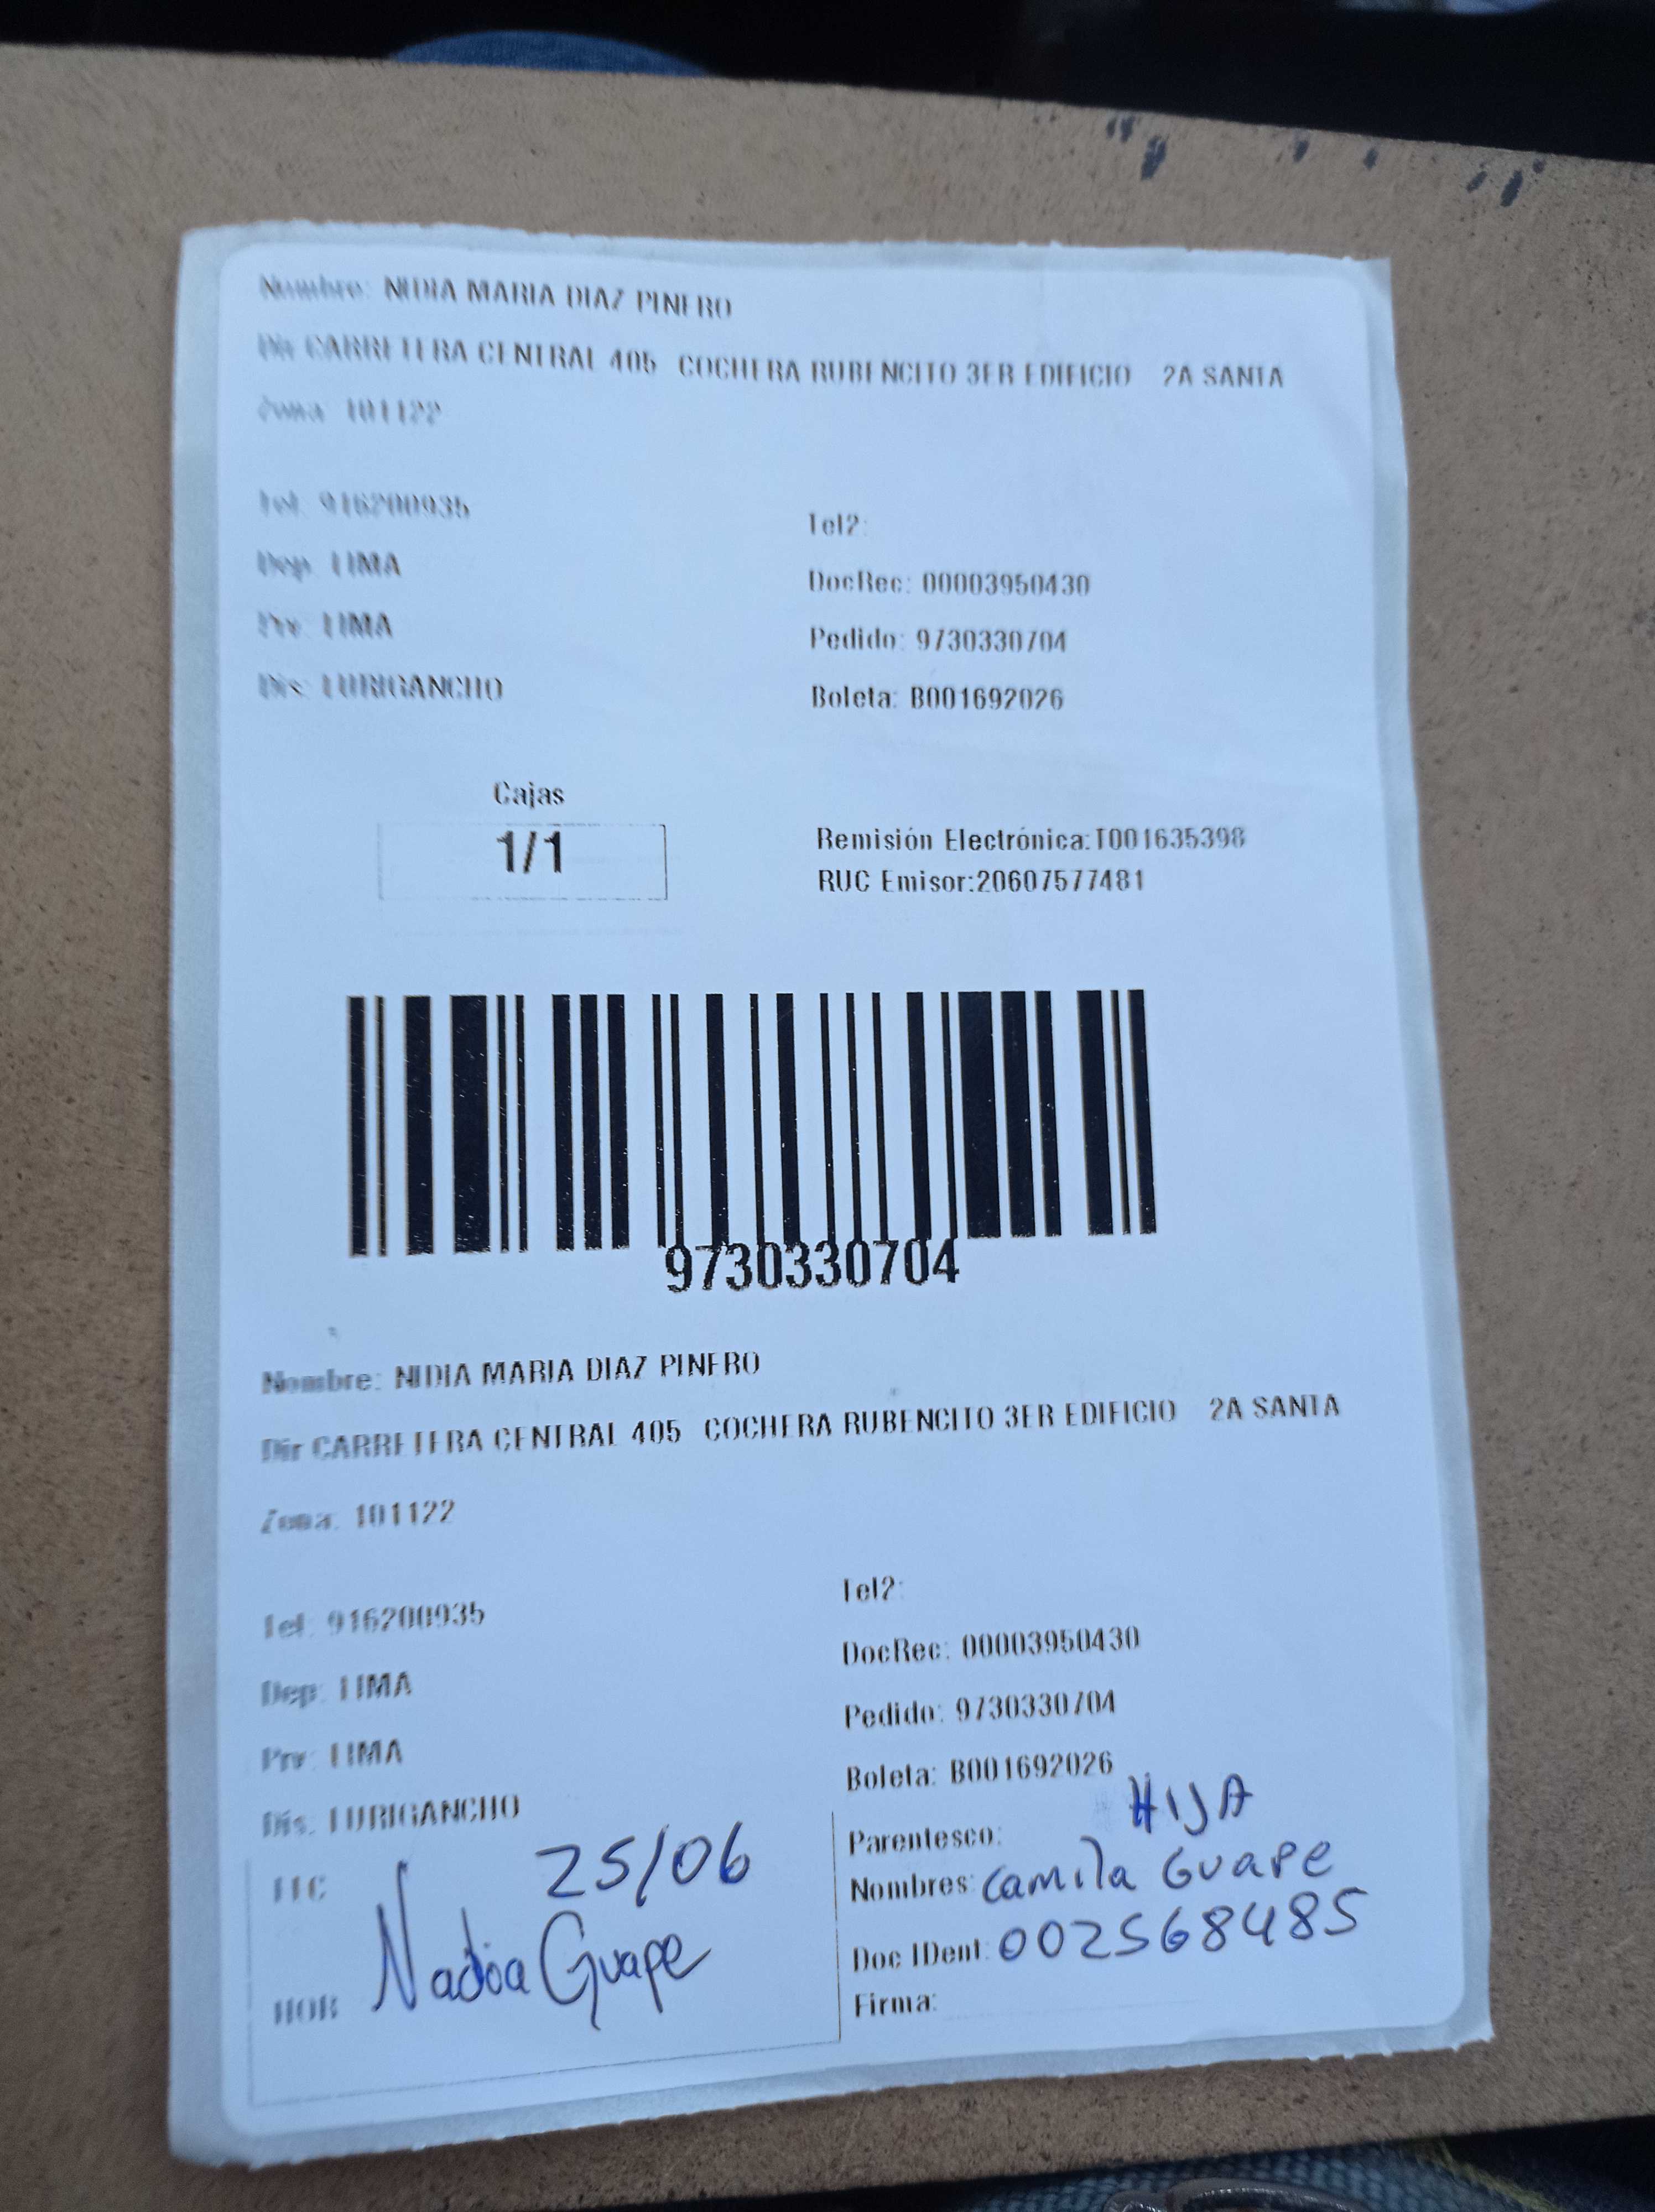 Nombre: NIDIA MARIA DIAZ PINERO
Dir CARRETERA CENTRAL 405 COCHERA RUBENCITO 3ER EDIFICIO 2A SANTA
Zona: 101122
Tel: 916200935
Tel2:
Dep: LIMA
DocRec: 00003950430
Prv: LIMA
Pedido: 9730330704
Dis: LURIGANCHO
Boleta: B001692026
Cajas
1/1
Remisión Electrónica:T001635398
RUC Emisor:20607577481
9730330704
Nombre: NIDIA MARIA DIAZ PINERO
Dir CARRETERA CENTRAL 405 COCHERA RUBENCITO 3ER EDIFICIO 2A SANTA
Zona: 101122
Tel: 916200935
Tel2:
Dep: LIMA
DocRec: 00003950430
Prv: LIMA
Pedido: 9730330704
Dis: LURIGANCHO
Boleta: B001692026
25/06
HOR Guape
Parentesco: HIJA
Nombres: Camila Guape
Doc IDent: 002568485
Firma: